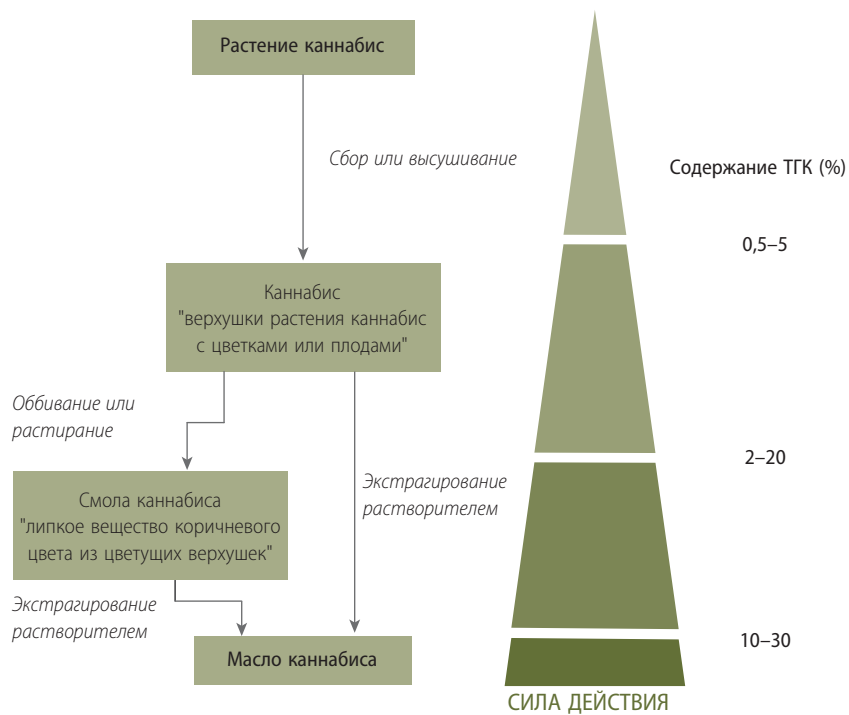 Растение каннабис
Сбор или высушивание
Содержание ТГК (%)
0,5–5
Каннабис
"верхушки растения каннабис
с цветками или плодами"
Оббивание или
растирание
2–20
Экстрагирование
растворителем
Смола каннабиса
"липкое вещество коричневого
цвета из цветущих верхушек"
Экстрагирование
растворителем
10–30
Масло каннабиса
СИЛА ДЕЙСТВИЯ